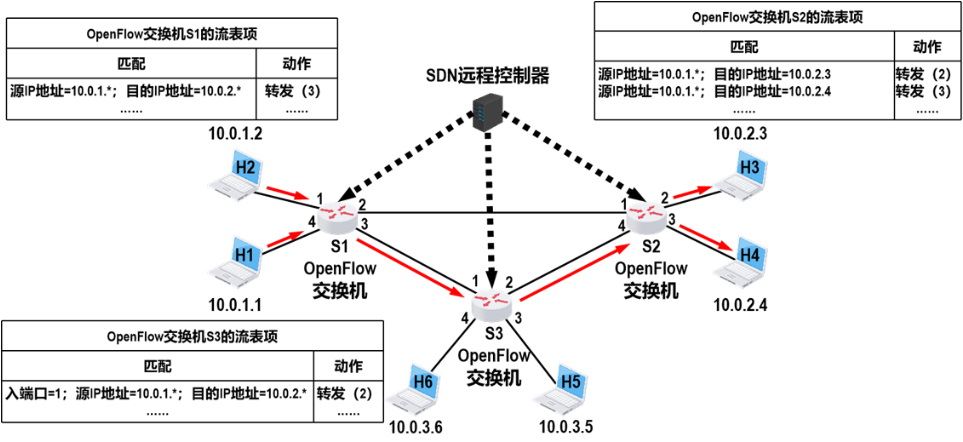 OpenFlow交换机S1的流表项
匹配 动作
源IP地址=10.0.1.*；目的IP地址=10.0.2.* 转发（3）
…… ……
OpenFlow交换机S2的流表项
匹配 动作
源IP地址=10.0.1.*；目的IP地址=10.0.2.3 转发（2）
源IP地址=10.0.1.*；目的IP地址=10.0.2.4 转发（3）
…… ……
SDN远程控制器
10.0.1.2
H2
10.0.2.3
H3
1 2
4 3
S1
OpenFlow
交换机
H1
10.0.1.1
2
4 3
S2
OpenFlow
交换机
H4
10.0.2.4
1 2
4 3
S3
OpenFlow
交换机
H6
10.0.3.6
H5
10.0.3.5
OpenFlow交换机S3的流表项
匹配 动作
入端口=1；源IP地址=10.0.1.*；目的IP地址=10.0.2.* 转发（2）
…… ……